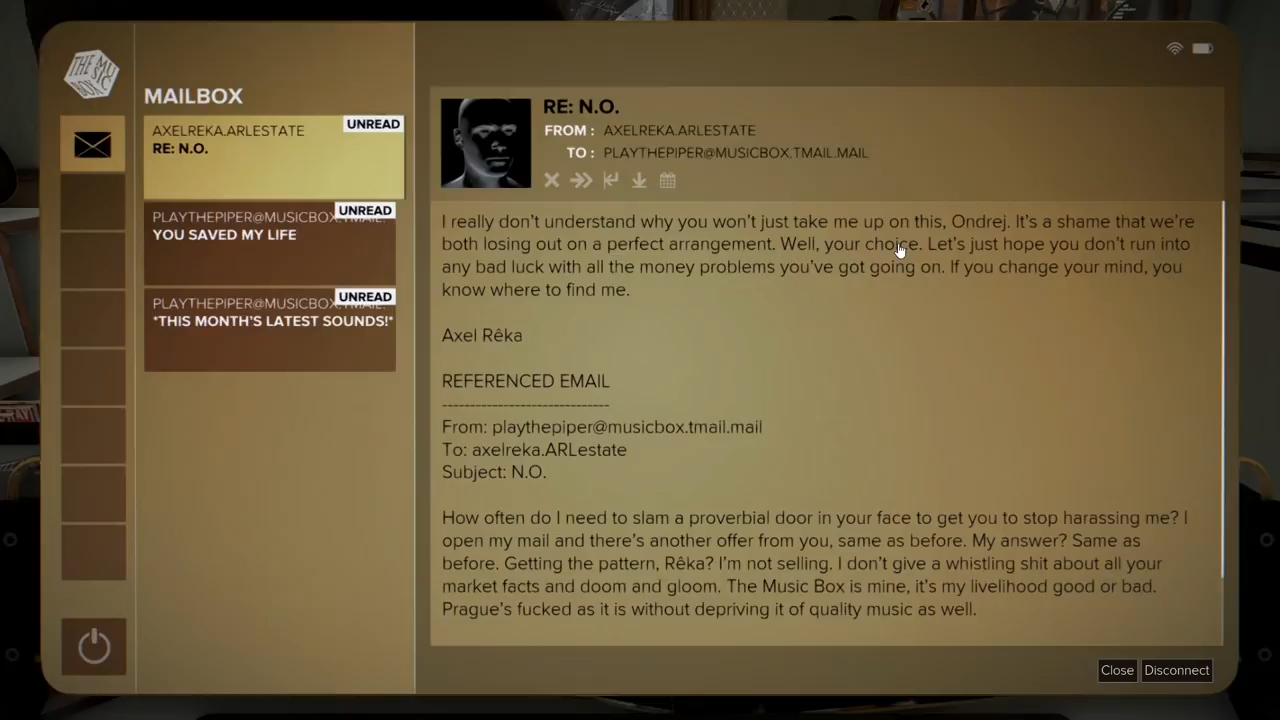 THE MUSIC BOX
MAILBOX
UNREAD
AXELREKA.ARLESTATE
RE: N.O.
UNREAD
PLAYTHEPIPER@MUSICBOX.TMAIL.
YOU SAVED MY LIFE
UNREAD
PLAYTHEPIPER@MUSICBOX.TMAIL.
*THIS MONTH'S LATEST SOUNDS!*
RE: N.O.
FROM : AXELREKA.ARLESTATE
TO : PLAYTHEPIPER@MUSICBOX.TMAIL.MAIL
I really don't understand why you won't just take me up on this, Ondrej. It's a shame that we're
both losing out on a perfect arrangement. Well, your choice. Let's just hope you don't run into
any bad luck with all the money problems you've got going on. If you change your mind, you
know where to find me.
Axel Rêka
REFERENCED EMAIL
-----------------------------
From: playthepiper@musicbox.tmail.mail
To: axelreka.ARLestate
Subject: N.O.
How often do I need to slam a proverbial door in your face to get you to stop harassing me? I
open my mail and there's another offer from you, same as before. My answer? Same as
before. Getting the pattern, Rêka? I'm not selling. I don't give a whistling shit about all your
market facts and doom and gloom. The Music Box is mine, it's my livelihood good or bad.
Prague's fucked as it is without depriving it of quality music as well.
Close Disconnect